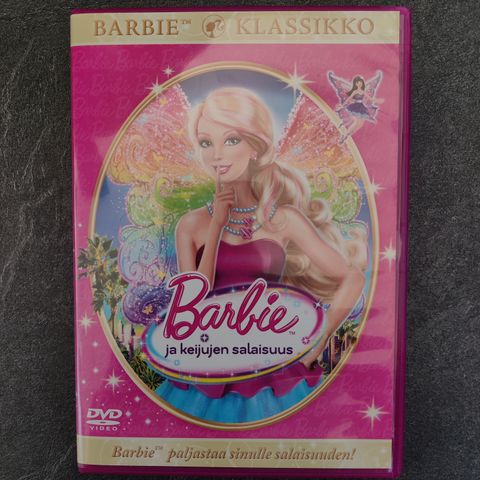 BARBIE™ KLASSIKKO
Barbie™
ja keijujen salaisuus
DVD
VIDEO
Barbie™ paljastaa sinulle salaisuuden!